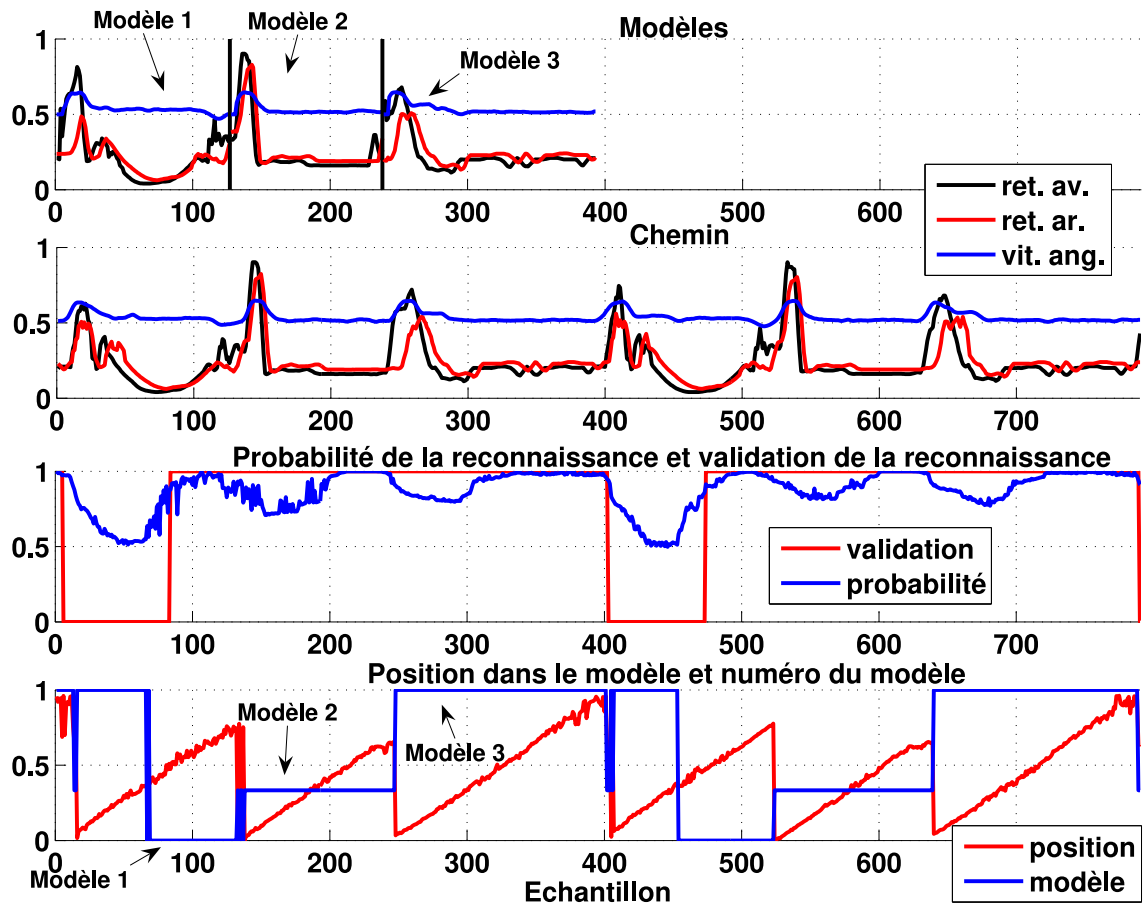 Modèles
Modèle 1
Modèle 2
Modèle 3
1
0.5
0
0 100 200 300 400 500 600
ret. av.
ret. ar.
vit. ang.
Chemin
1
0.5
0
0 100 200 300 400 500 600 700
Probabilité de la reconnaissance et validation de la reconnaissance
1
0.5
0
validation
probabilité
0 100 200 300 400 500 600 700
Position dans le modèle et numéro du modèle
1
0.5
0
Modèle 2
Modèle 3
0 100 200 300 400 500 600
Modèle 1
position
modèle
Echantillon